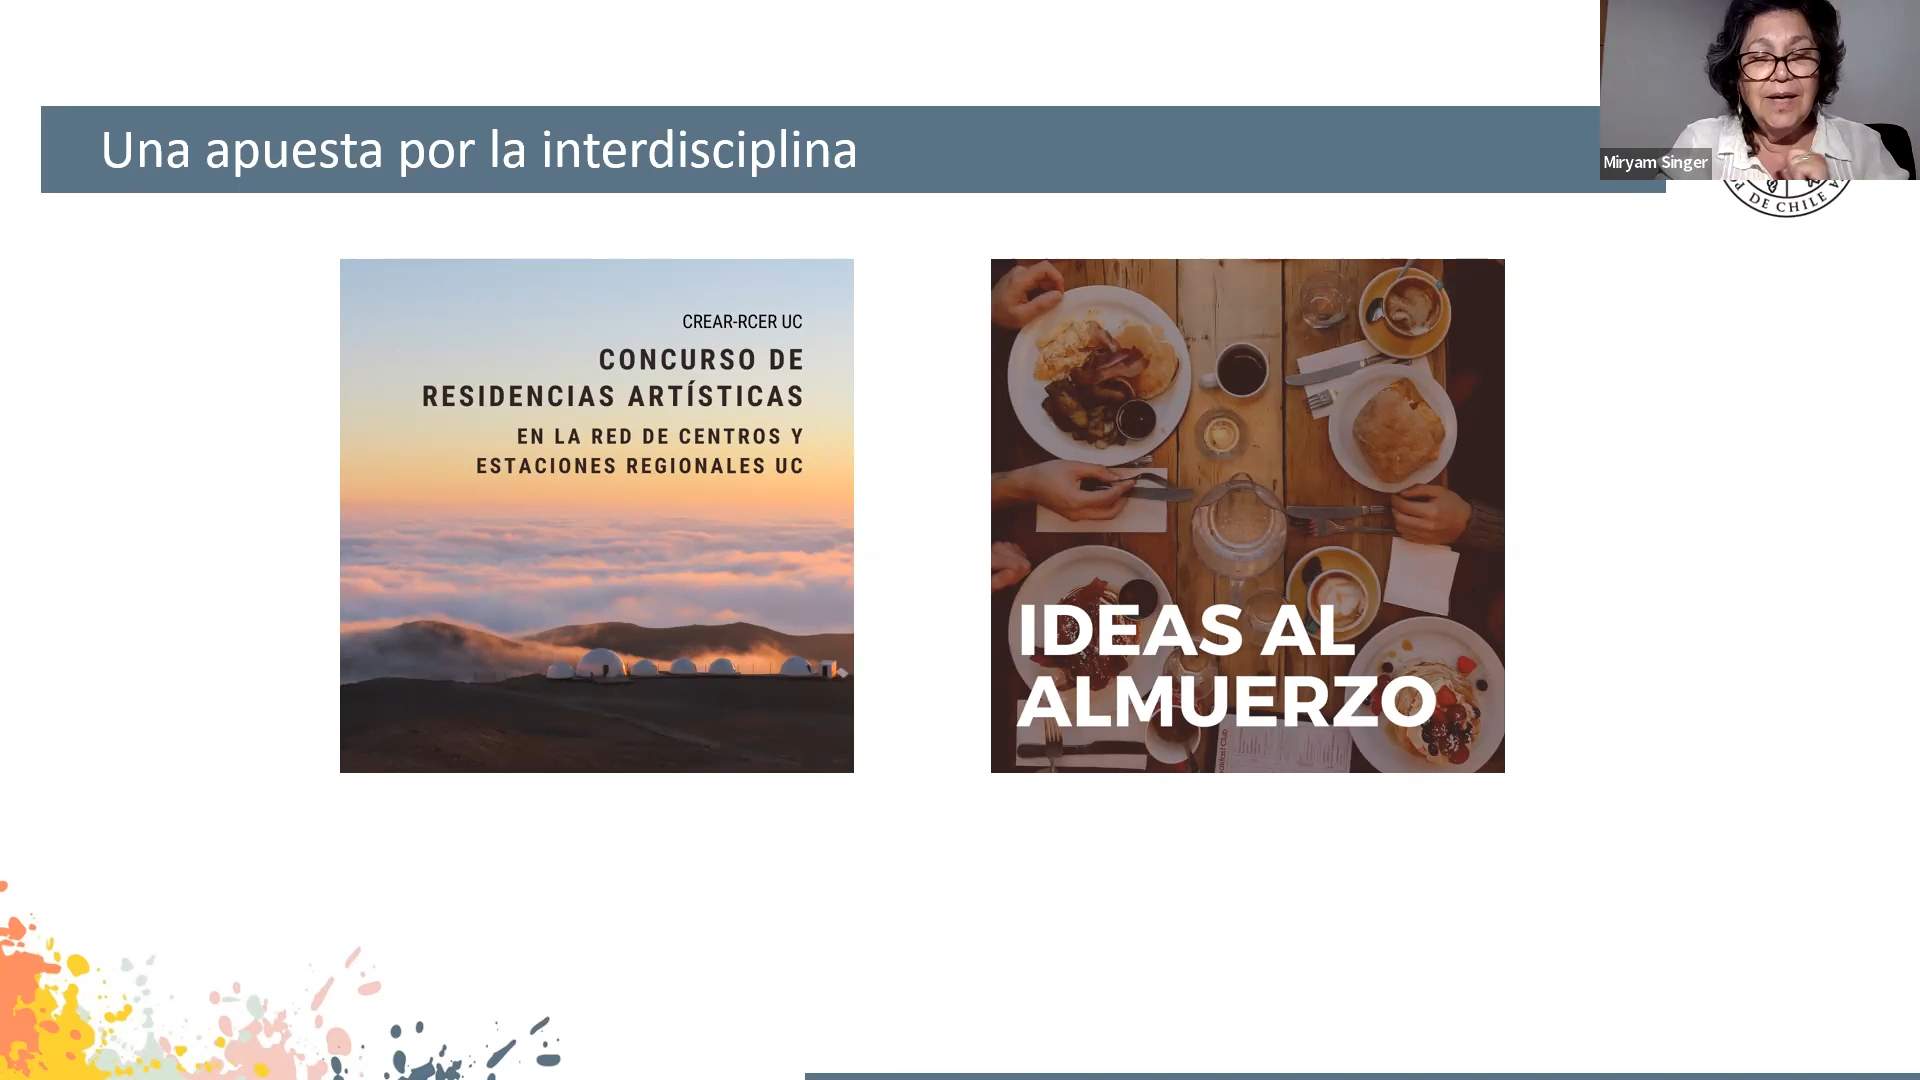 Una apuesta por la interdisciplina
Miryam Singer
DE CHILE
CREAR-RCER UC
CONCURSO DE
RESIDENCIAS ARTÍSTICAS
EN LA RED DE CENTROS Y
ESTACIONES REGIONALES UC
IDEAS AL
ALMUERZO